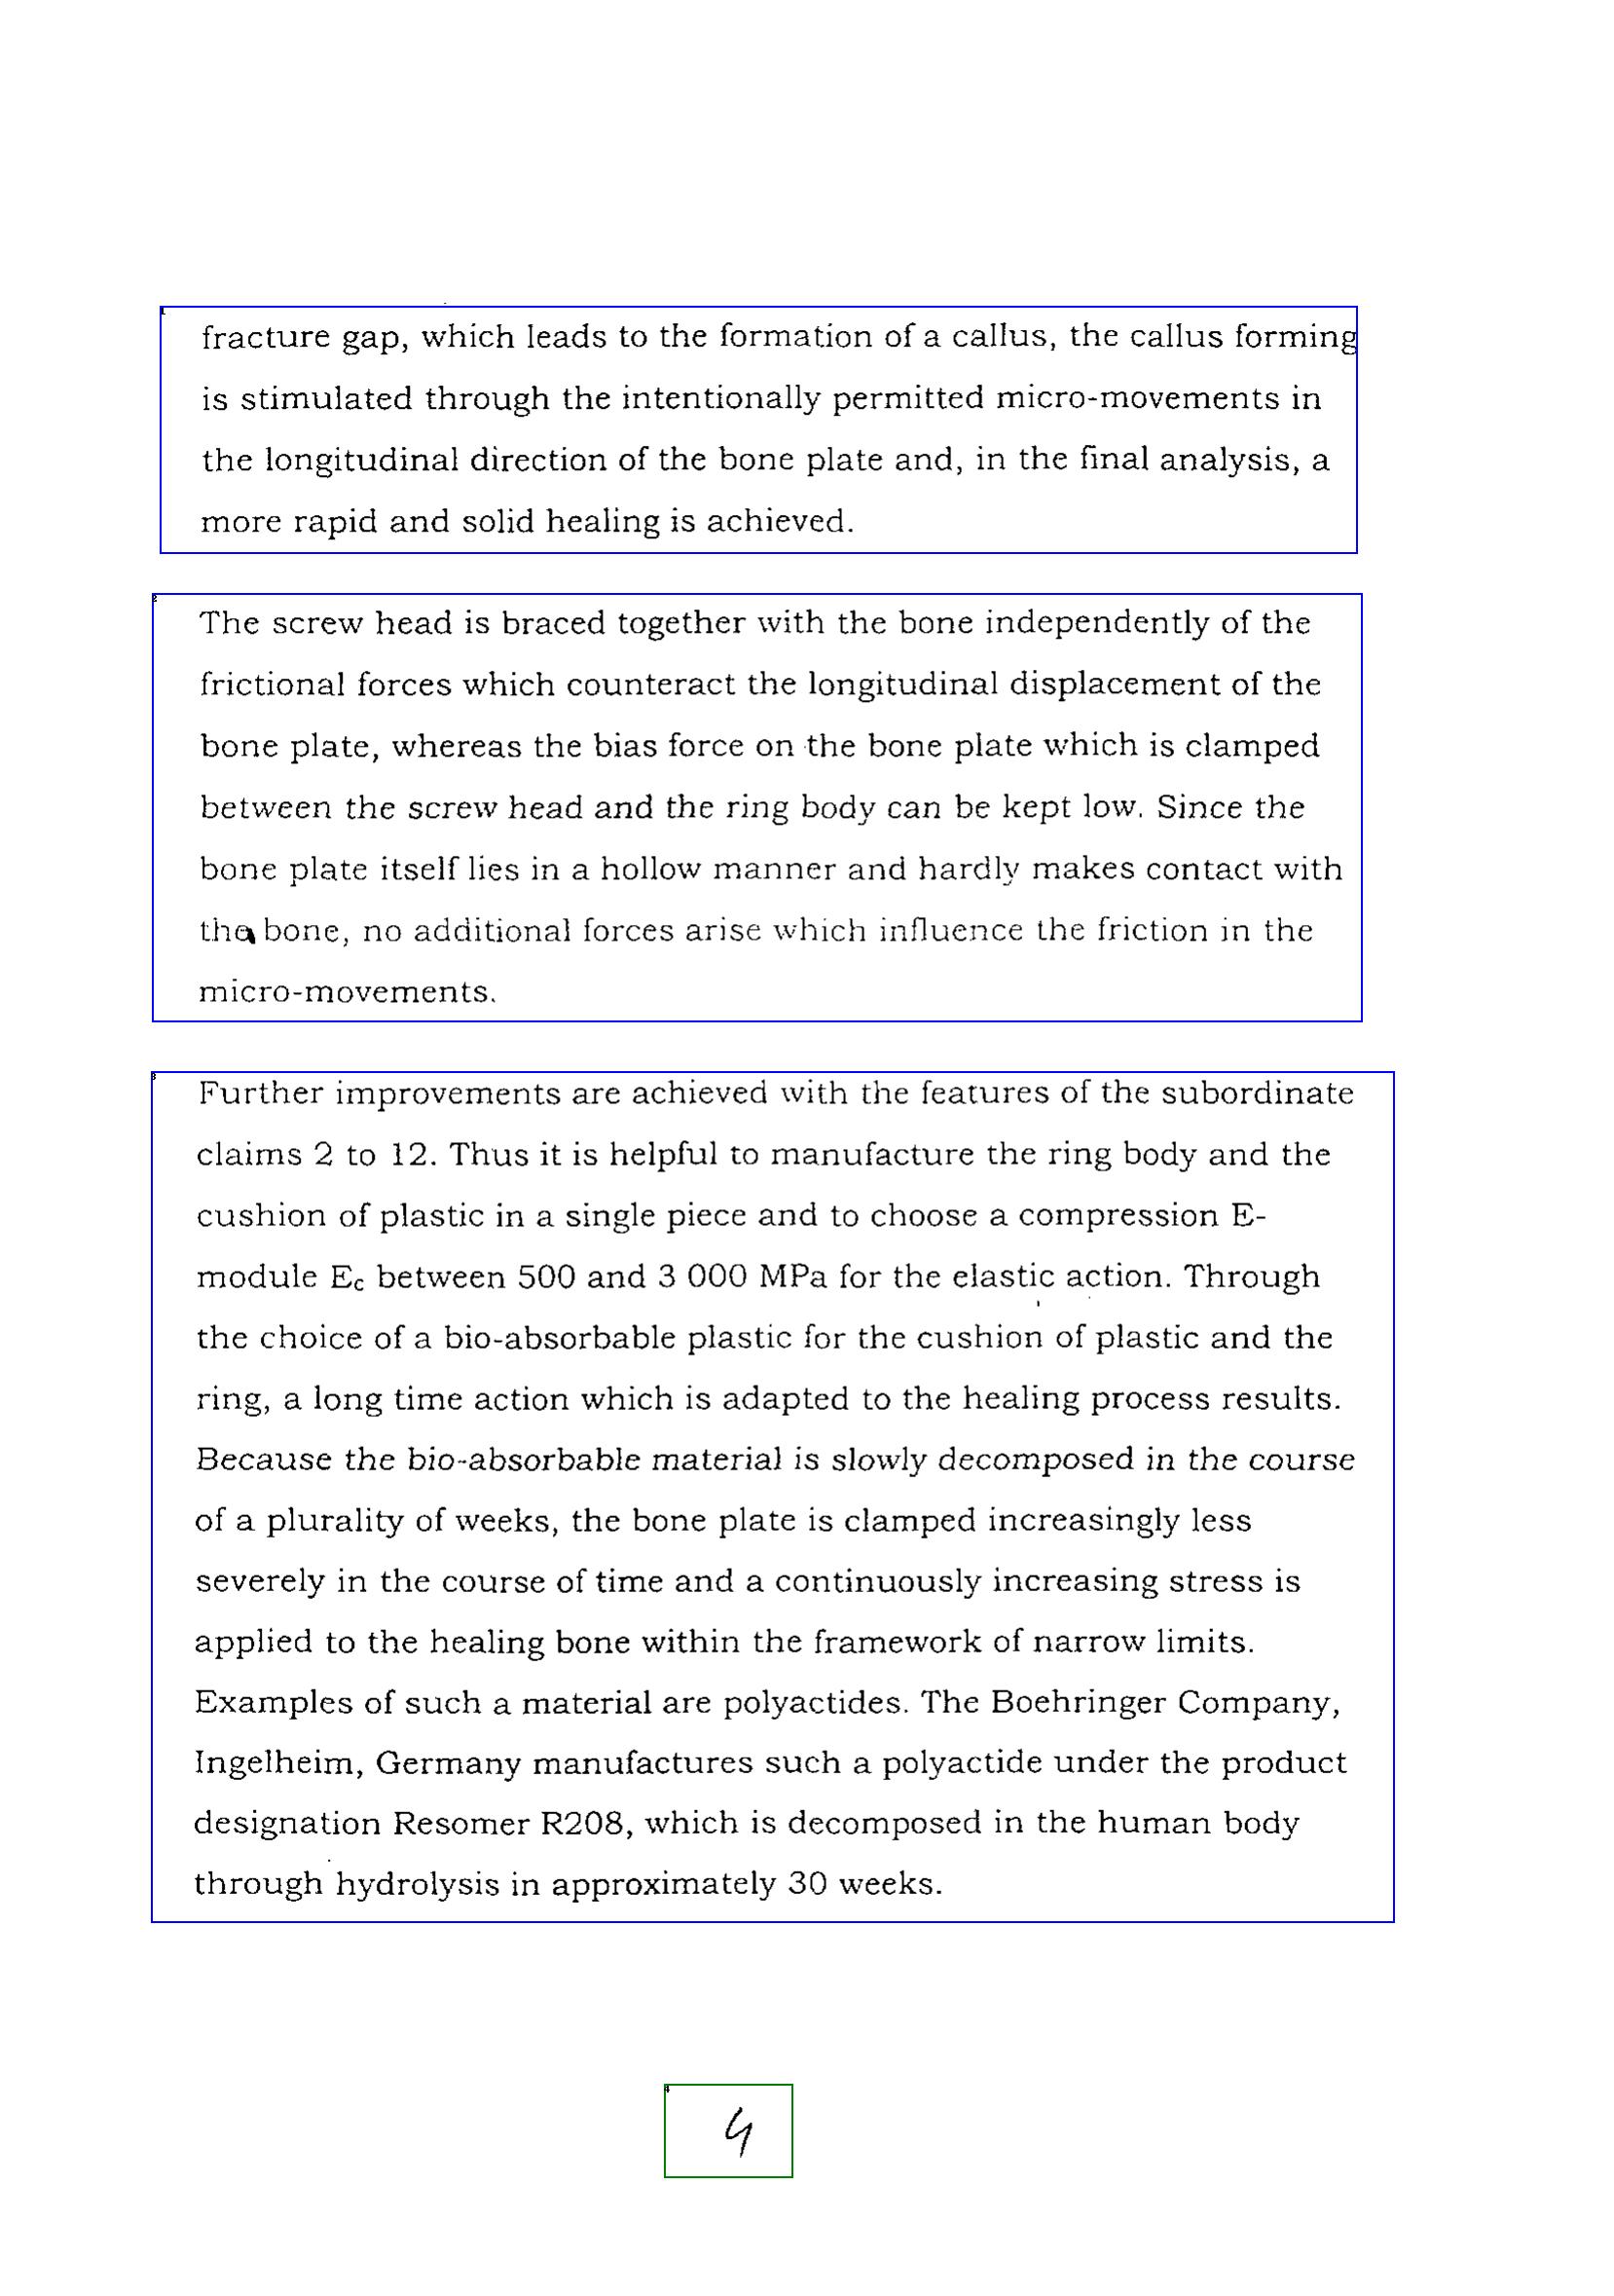 fracture gap, which leads to the formation of a callus, the callus forming
is stimulated through the intentionally permitted micro-movements in
the longitudinal direction of the bone plate and, in the final analysis, a
more rapid and solid healing is achieved.
The screw head is braced together with the bone independently of the
frictional forces which counteract the longitudinal displacement of the
bone plate, whereas the bias force on the bone plate which is clamped
between the screw head and the ring body can be kept low. Since the
bone plate itself lies in a hollow manner and hardly makes contact with
the bone, no additional forces arise which influence the friction in the
micro-movements.
Further improvements are achieved with the features of the subordinate
claims 2 to 12. Thus it is helpful to manufacture the ring body and the
cushion of plastic in a single piece and to choose a compression E-
module Ec between 500 and 3 000 MPa for the elastic action. Through
the choice of a bio-absorbable plastic for the cushion of plastic and the
ring, a long time action which is adapted to the healing process results.
Because the bio-absorbable material is slowly decomposed in the course
of a plurality of weeks, the bone plate is clamped increasingly less
severely in the course of time and a continuously increasing stress is
applied to the healing bone within the framework of narrow limits.
Examples of such a material are polyactides. The Boehringer Company,
Ingelheim, Germany manufactures such a polyactide under the product
designation Resomer R208, which is decomposed in the human body
through hydrolysis in approximately 30 weeks.
4